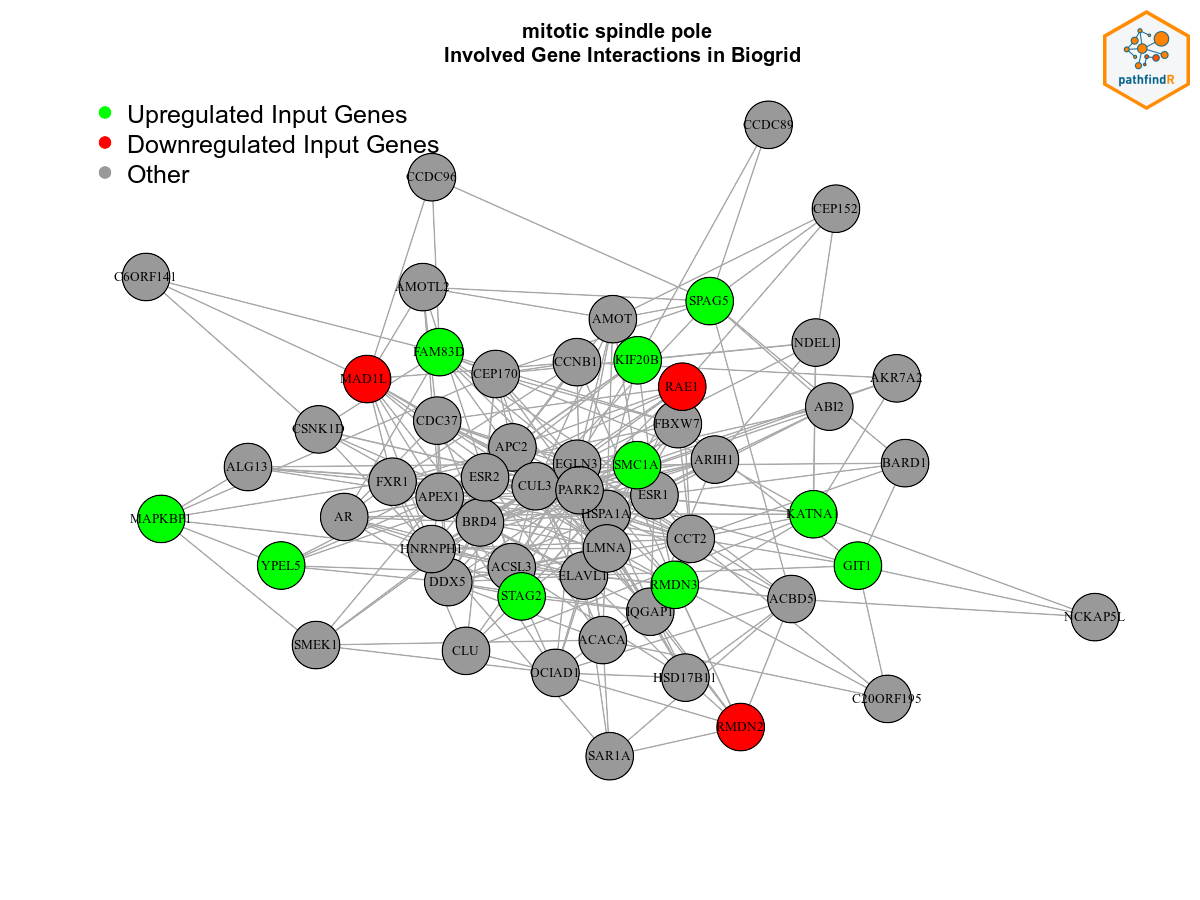 mitotic spindle pole
Involved Gene Interactions in Biogrid
pathfindR
Upregulated Input Genes
Downregulated Input Genes
Other
CCDC89
CCDC96
CEP152
C6ORF141
AMOTL2
SPAG5
AMOT
NDEL1
FAM83D
KIF20B
CCNB1
CEP170
MAD1L
AKR7A2
RAE1
ABI2
CDC37
FBXW7
CSNK1D
APC2
ARIH1
EGLN3
SMC1A
BARD1
ALG13
ESR2
FXR1
CUL3
PARK2
APEX1
ESR1
HSPA1A
KATNA
AR
MAPKBP1
BRD4
CCT2
LMNA
HNRNPH1
YPEL5
ACSL3
GIT1
ELAVL1
DDX5
RMDN3
STAG2
ACBD5
IQGAP1
NCKAP5L
ACACA
SMEK1
CLU
OCIAD1
HSD17B11
C20ORF195
RMDN2
SAR1A